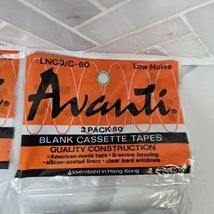 LNC3/C-60
Low Noise
Avanti®
3 PACK 60
BLANK CASSETTE TAPES
QUALITY CONSTRUCTION
•American-made tape • 5-screw housing
•silicon-coated liners • clear hard windows
Assembled in Hong Kong